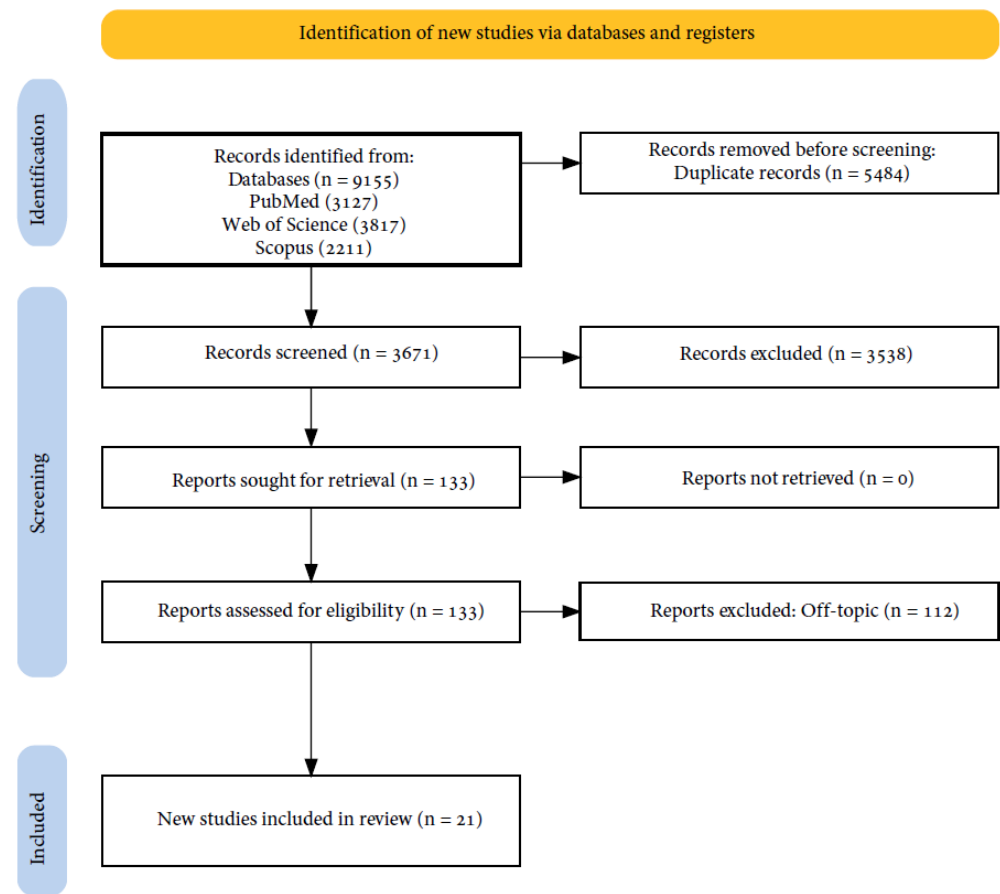 Identification of new studies via databases and registers
Identification
Records identified from:
Databases (n = 9155)
PubMed (3127)
Web of Science (3817)
Scopus (2211)
Records removed before screening:
Duplicate records (n = 5484)
Screening
Records screened (n = 3671)
Records excluded (n = 3538)
Reports sought for retrieval (n = 133)
Reports not retrieved (n = 0)
Reports assessed for eligibility (n = 133)
Reports excluded: Off-topic (n = 112)
Included
New studies included in review (n = 21)